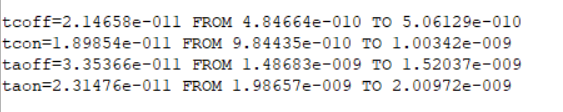 tcoff=2.14658e-011 FROM 4.84664e-010 TO 5.06129e-010
tcon=1.89854e-011 FROM 9.84435e-010 TO 1.00342e-009
taoff=3.35366e-011 FROM 1.48683e-009 TO 1.52037e-009
taon=2.31476e-011 FROM 1.98657e-009 TO 2.00972e-009